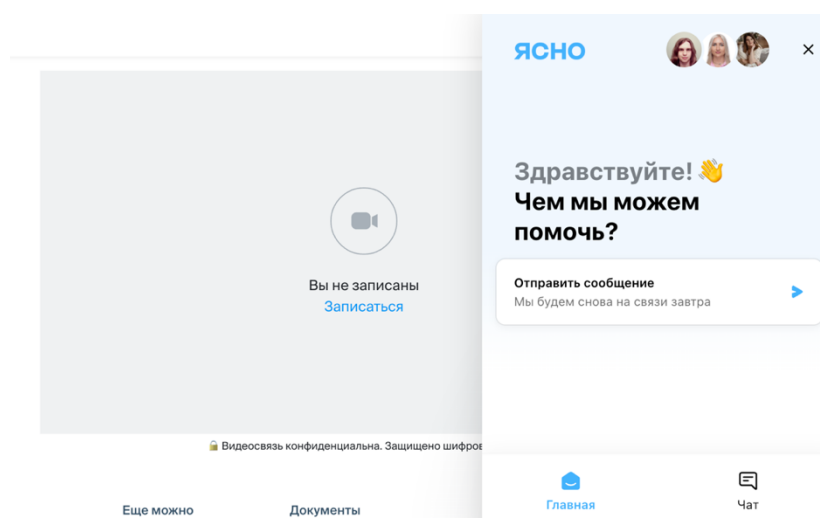 ЯСНО
Здравствуйте! 👋
Чем мы можем
помочь?
Отправить сообщение
Мы будем снова на связи завтра
Главная
Чат
Вы не записаны
Записаться
Видеосвязь конфиденциальна. Защищено шифров
Еще можно
Документы